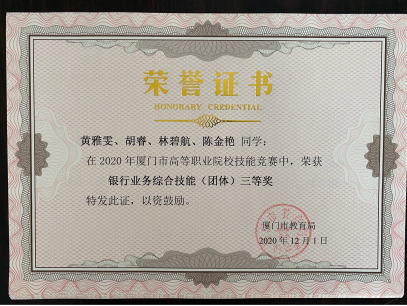 荣誉证书
HONORARY CREDENTIAL
黄雅雯、胡睿、林碧航、陈金艳 同学：
在 2020 年厦门市高等职业院校技能竞赛中，荣获
银行业务综合技能（团体）三等奖
特发此证，以资鼓励。
厦门市教育局
2020 年 12 月 1 日